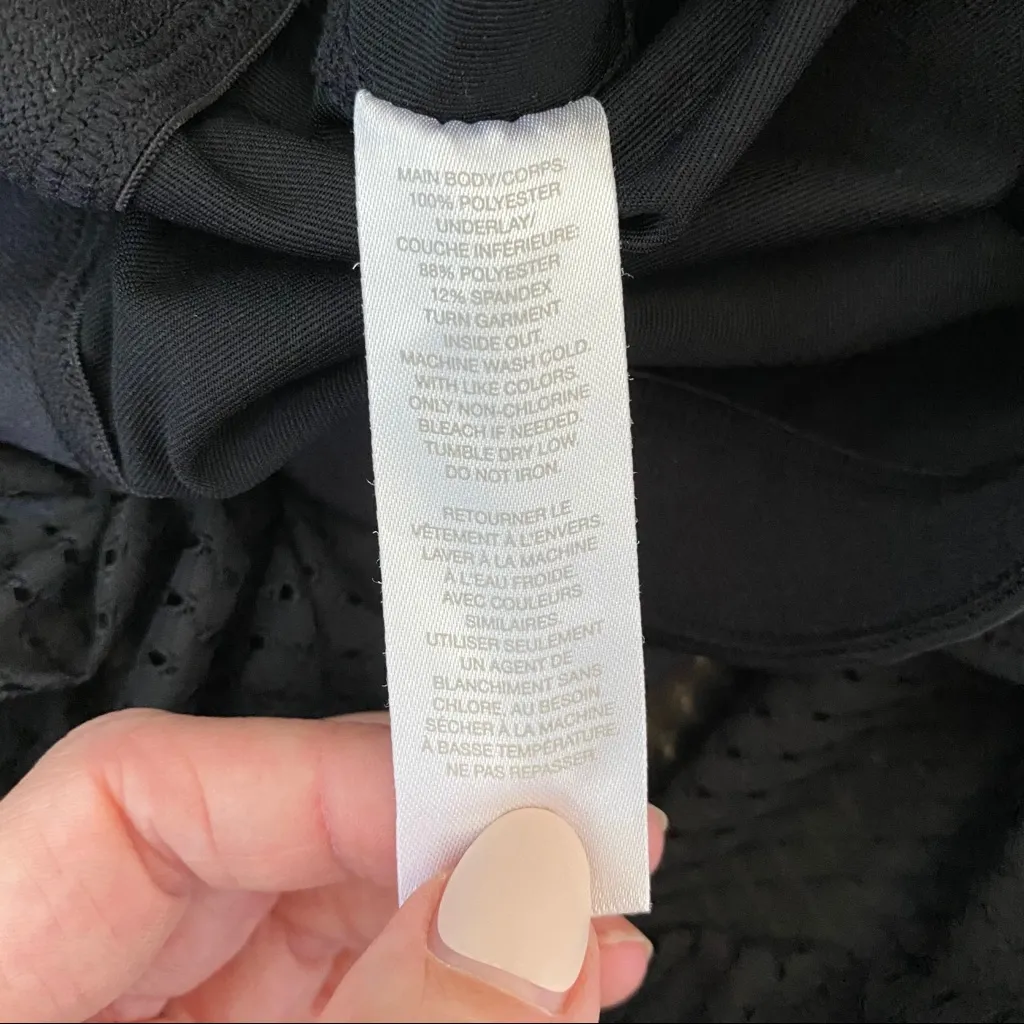 MAIN BODY/CORPS:
100% POLYESTER
UNDERLAY/
COUCHE INFÉRIEURE:
88% POLYESTER
12% SPANDEX
TURN GARMENT
INSIDE OUT.
MACHINE WASH COLD
WITH LIKE COLORS.
ONLY NON-CHLORINE
BLEACH IF NEEDED.
TUMBLE DRY LOW.
DO NOT IRON.
RETOURNER LE
VÊTEMENT À L'ENVERS.
LAVER À LA MACHINE
À L'EAU FROIDE
AVEC COULEURS
SIMILAIRES.
UTILISER SEULEMENT
UN AGENT DE
BLANCHIMENT SANS
CHLORE, AU BESOIN.
SÉCHER À LA MACHINE
À BASSE TEMPÉRATURE.
NE PAS REPASSER.